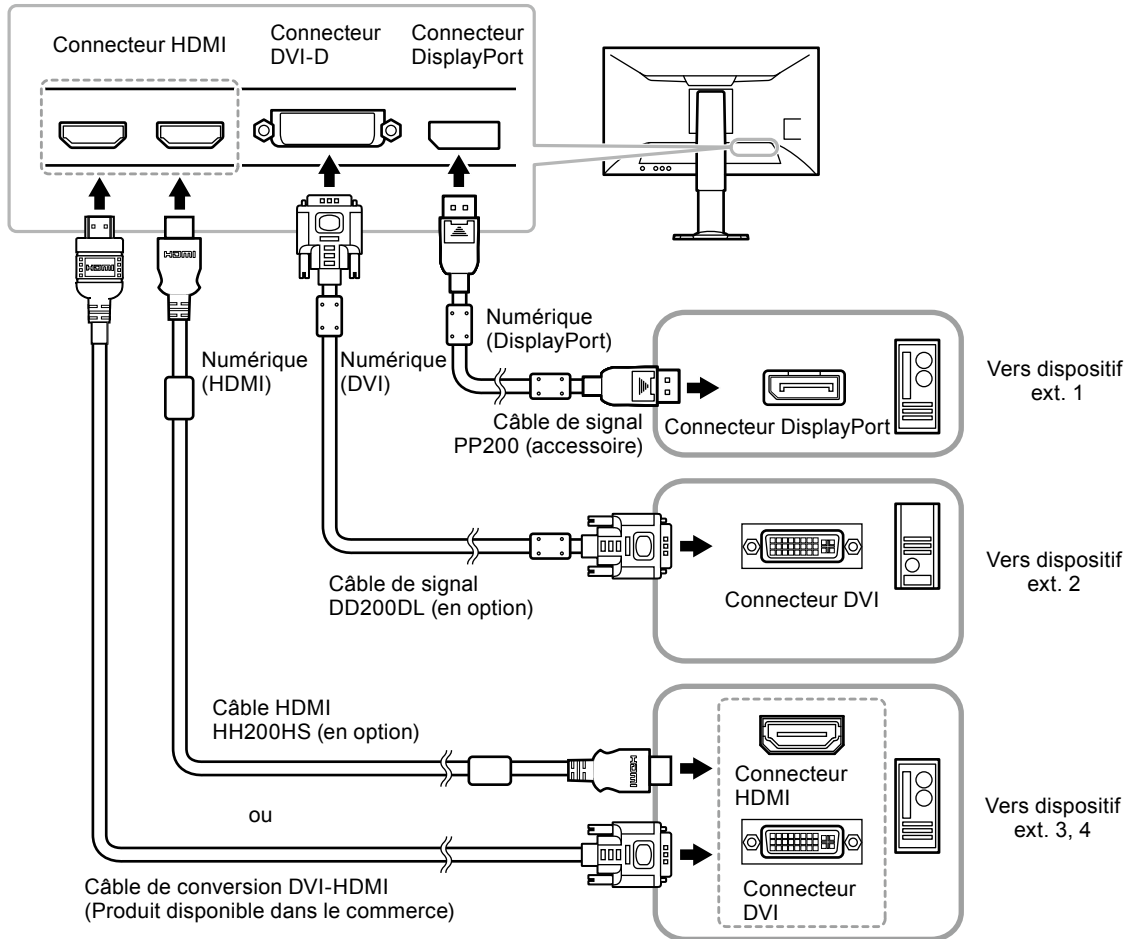 Connecteur HDMI
Connecteur
DVI-D
Connecteur
DisplayPort
HDMI
HDMI
Numérique
(HDMI)
Numérique
(DVI)
Numérique
(DisplayPort)
Câble de signal
PP200 (accessoire)
Connecteur DisplayPort
Vers dispositif
ext. 1
Câble de signal
DD200DL (en option)
Connecteur DVI
Vers dispositif
ext. 2
Câble HDMI
HH200HS (en option)
HDMI
Connecteur
HDMI
ou
Vers dispositif
ext. 3, 4
Câble de conversion DVI-HDMI
(Produit disponible dans le commerce)
Connecteur
DVI